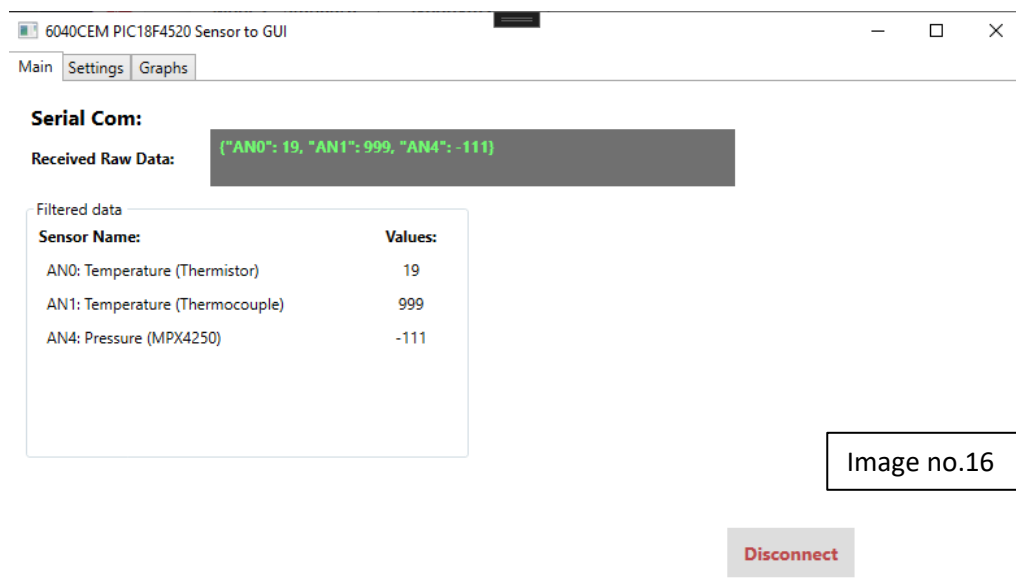 6040CEM PIC18F4520 Sensor to GUI
Main Settings Graphs
Serial Com:
Received Raw Data: {"AN0": 19, "AN1": 999, "AN4": -111}
Filtered data
Sensor Name: Values:
AN0: Temperature (Thermistor) 19
AN1: Temperature (Thermocouple) 999
AN4: Pressure (MPX4250) -111
Image no.16
Disconnect